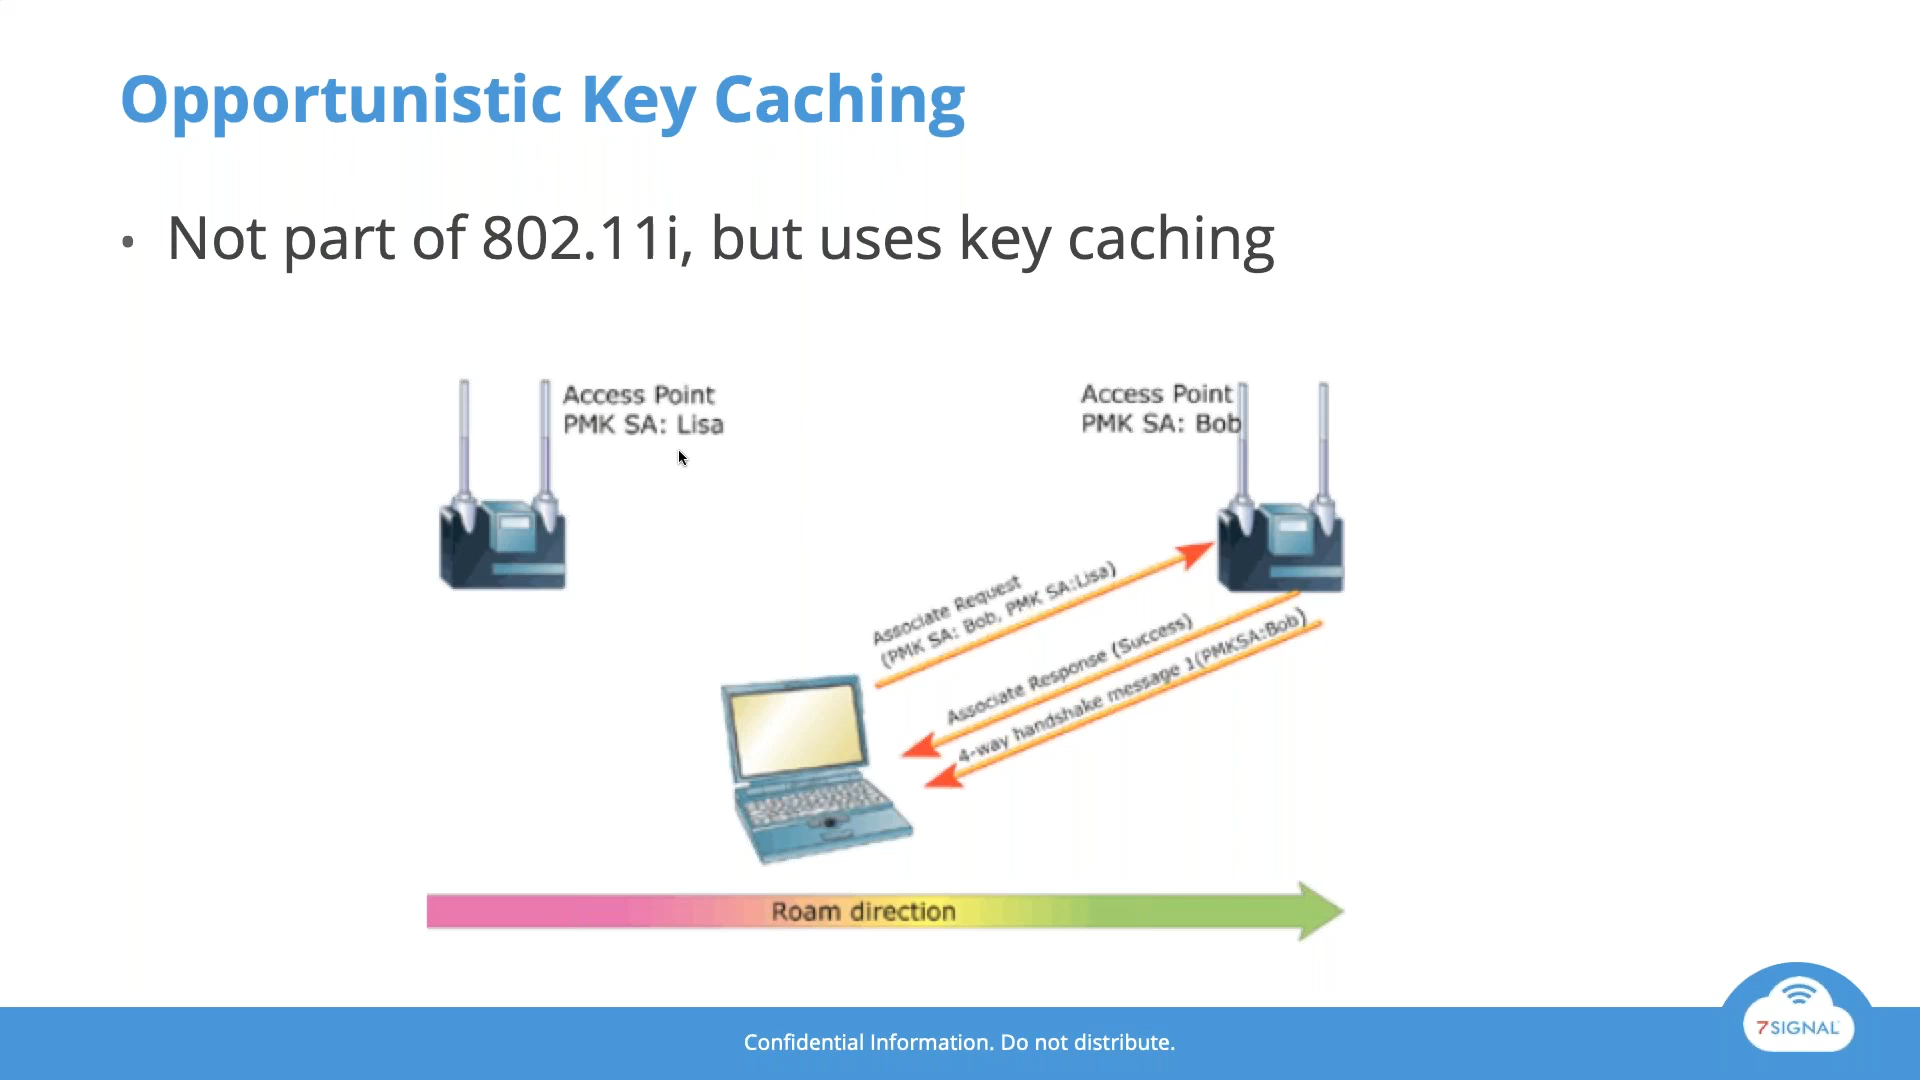 Opportunistic Key Caching
• Not part of 802.11i, but uses key caching
Access Point
PMK SA: Lisa
Access Point
PMK SA: Bob
Associate Request
(PMK SA: Bob, PMK SA:Lisa)
Associate Response (Success)
4-way handshake message 1(PMKSA:Bob)
Roam direction
Confidential Information. Do not distribute.
7SIGNAL